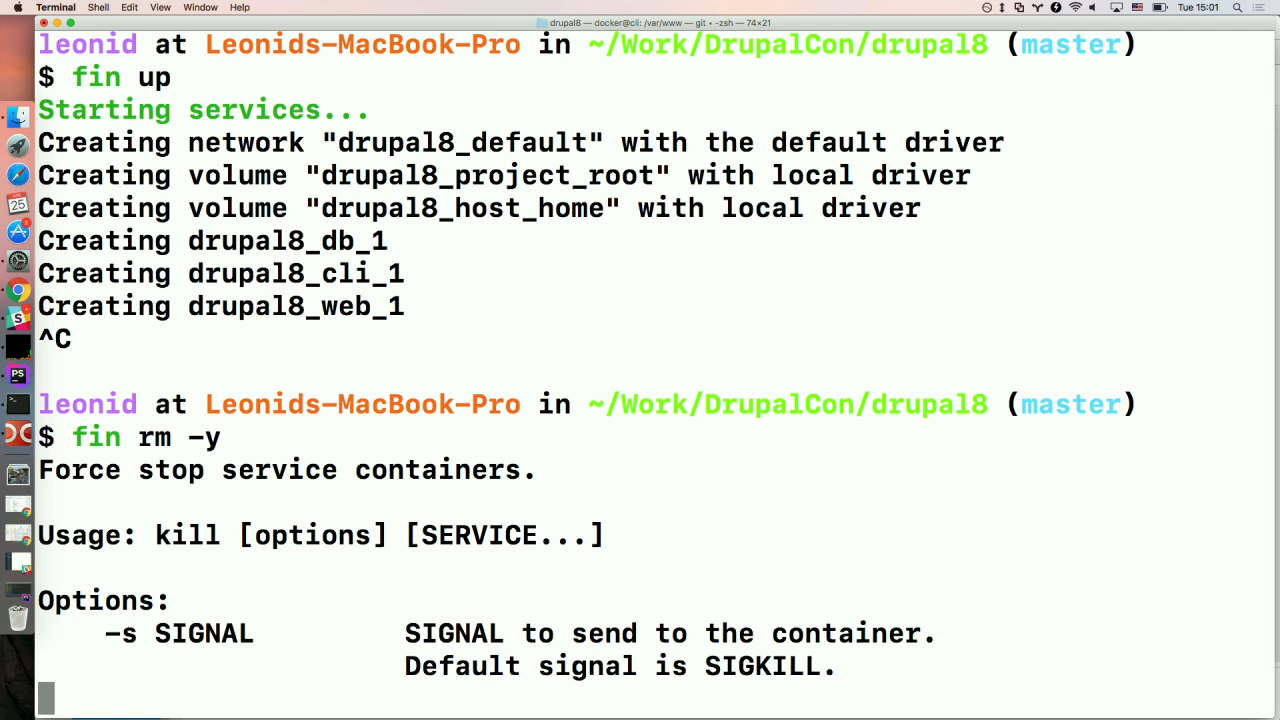 Terminal Shell Edit View Window Help Tue 15:01
drupal8 — docker@cli: /var/www — git • -zsh — 74×21
leonid at Leonids-MacBook-Pro in ~/Work/DrupalCon/drupal8 (master)
$ fin up
Starting services...
Creating network "drupal8_default" with the default driver
Creating volume "drupal8_project_root" with local driver
Creating volume "drupal8_host_home" with local driver
Creating drupal8_db_1
Creating drupal8_cli_1
Creating drupal8_web_1
^C
leonid at Leonids-MacBook-Pro in ~/Work/DrupalCon/drupal8 (master)
$ fin rm -y
Force stop service containers.
Usage: kill [options] [SERVICE...]
Options:
-s SIGNAL SIGNAL to send to the container.
Default signal is SIGKILL.
25
PS